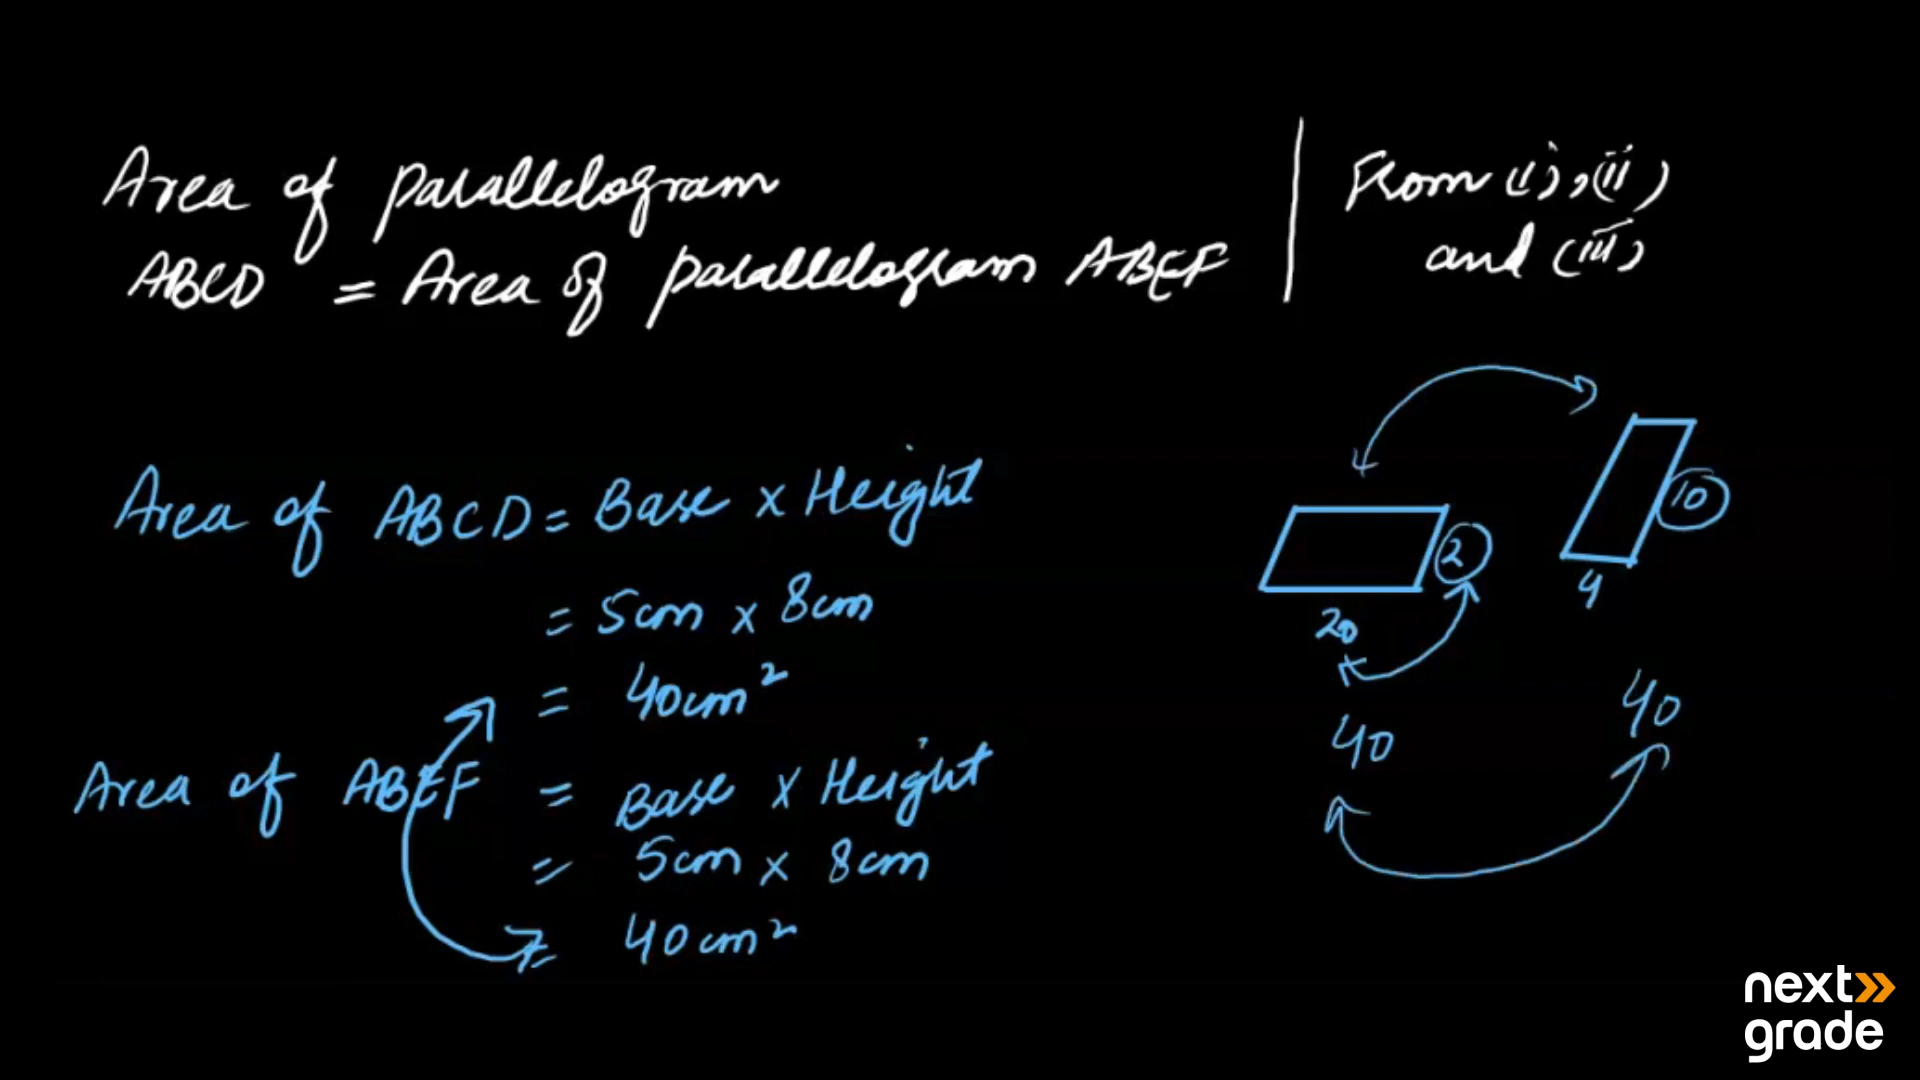 Area of parallelogram
ABCD = Area of parallelogram ABEF
From (i), (ii)
and (iii)
Area of ABCD = Base x Height
= 5cm x 8cm
= 40cm²
Area of ABEF = Base x Height
= 5cm x 8cm
= 40cm²
10
2
4
20
40
40
next
grade